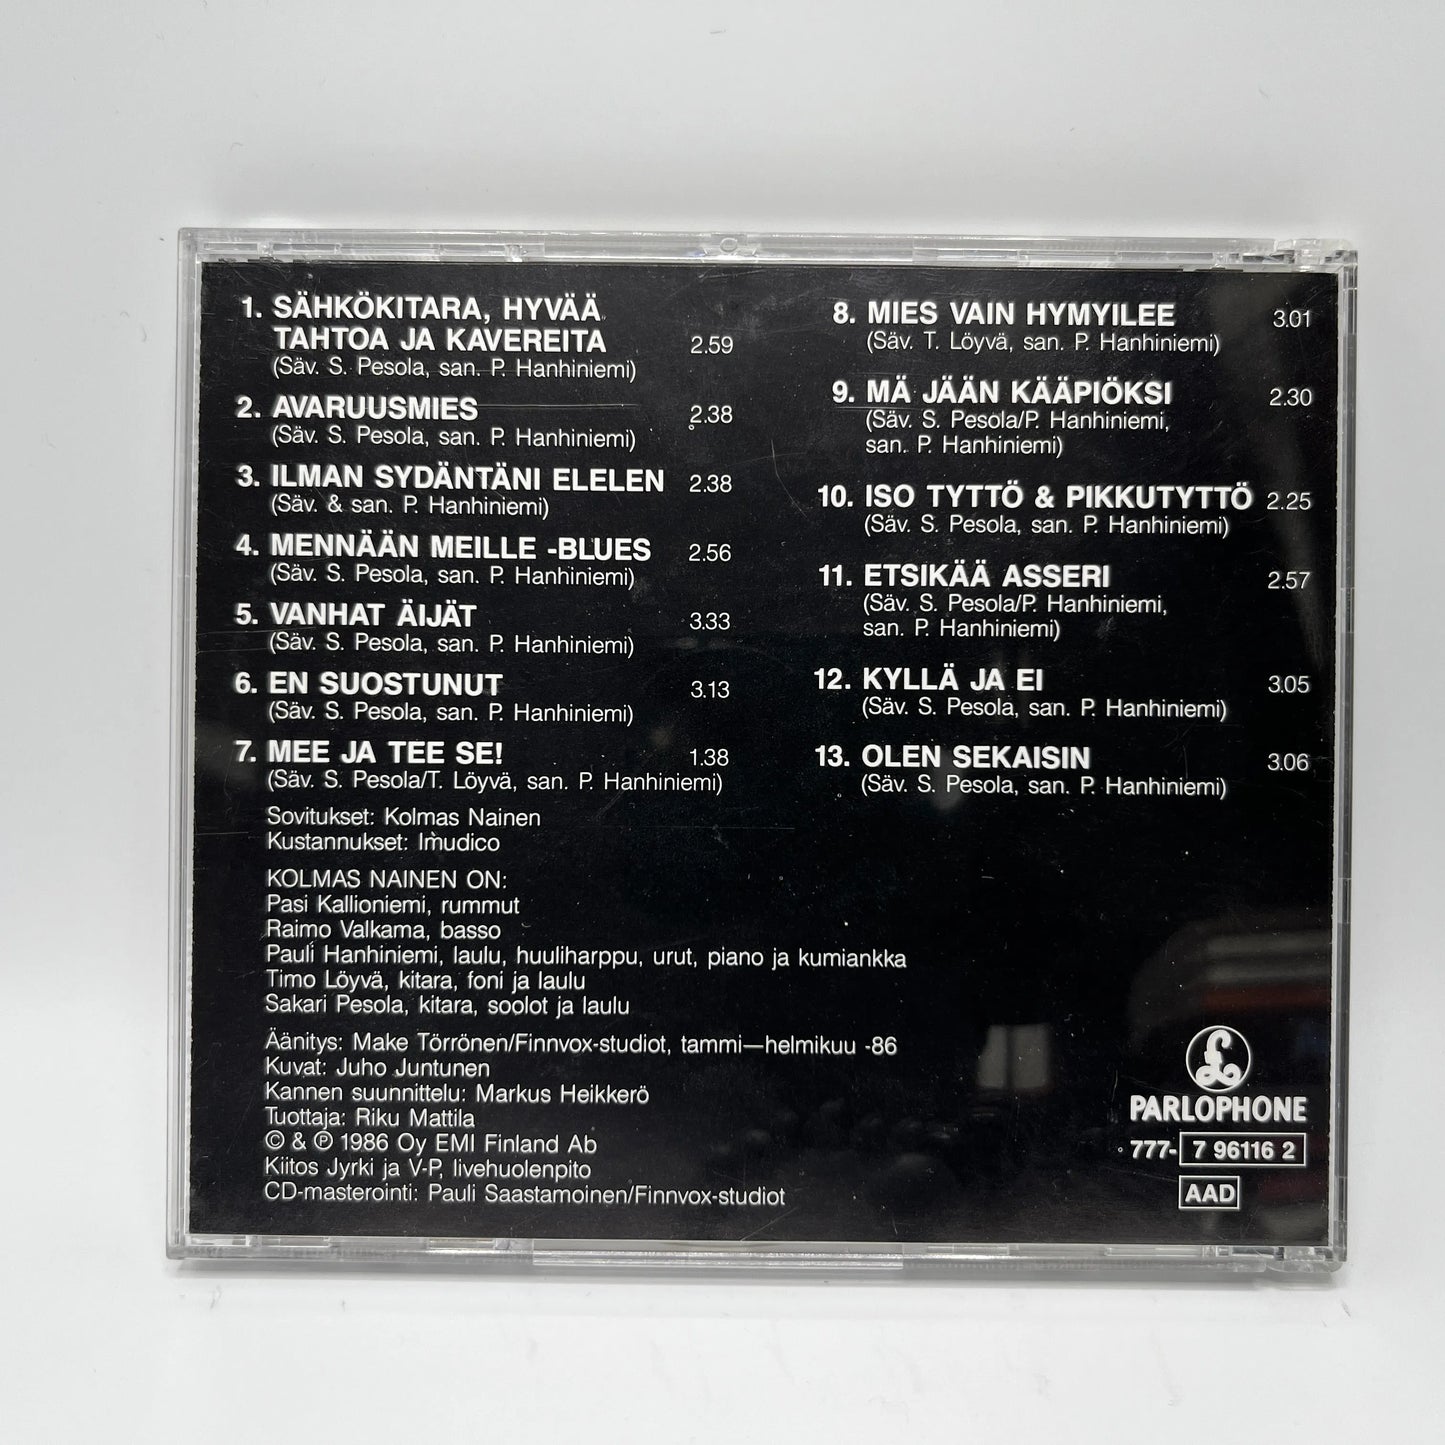 1. SÄHKÖKITARA, HYVÄÄ
TAHTOA JA KAVEREITA 2.59
(Säv. S. Pesola, san. P. Hanhiniemi)
2. AVARUUSMIES 2.38
(Säv. S. Pesola, san. P. Hanhiniemi)
3. ILMAN SYDÄNTÄNI ELELEN 2.38
(Säv. & san. P. Hanhiniemi)
4. MENNÄÄN MEILLE -BLUES 2.56
(Säv. S. Pesola, san. P. Hanhiniemi)
5. VANHAT ÄIJÄT 3.33
(Säv. S. Pesola, san. P. Hanhiniemi)
6. EN SUOSTUNUT 3.13
(Säv. S. Pesola, san. P. Hanhiniemi)
7. MEE JA TEE SE! 1.38
(Säv. S. Pesola/T. Löyvä, san. P. Hanhiniemi)
8. MIES VAIN HYMYILEE 3.01
(Säv. T. Löyvä, san. P. Hanhiniemi)
9. MÄ JÄÄN KÄÄPIÖKSI 2.30
(Säv. S. Pesola/P. Hanhiniemi,
san. P. Hanhiniemi)
10. ISO TYTTÖ & PIKKUTYTTÖ 2.25
(Säv. S. Pesola, san. P. Hanhiniemi)
11. ETSIKÄÄ ASSERI 2.57
(Säv. S. Pesola/P. Hanhiniemi,
san. P. Hanhiniemi)
12. KYLLÄ JA EI 3.05
(Säv. S. Pesola, san. P. Hanhiniemi)
13. OLEN SEKAISIN 3.06
(Säv. S. Pesola, san. P. Hanhiniemi)
Sovitukset: Kolmas Nainen
Kustannukset: Imudico
KOLMAS NAINEN ON:
Pasi Kallioniemi, rummut
Raimo Valkama, basso
Pauli Hanhiniemi, laulu, huuliharppu, urut, piano ja kumiankka
Timo Löyvä, kitara, foni ja laulu
Sakari Pesola, kitara, soolot ja laulu
Äänitys: Make Törrönen/Finnvox-studiot, tammi—helmikuu -86
Kuvat: Juho Juntunen
Kannen suunnittelu: Markus Heikkerö
Tuottaja: Riku Mattila
© & ℗ 1986 Oy EMI Finland Ab
Kiitos Jyrki ja V-P, livehuolenpito
CD-masterointi: Pauli Saastamoinen/Finnvox-studiot
£
PARLOPHONE
777- 7 96116 2
AAD